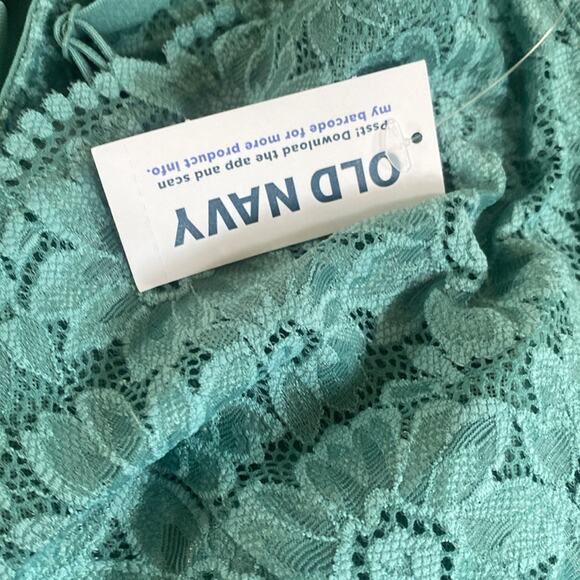 OLD NAVY
Psst! Download the app and scan
my barcode for more product info.